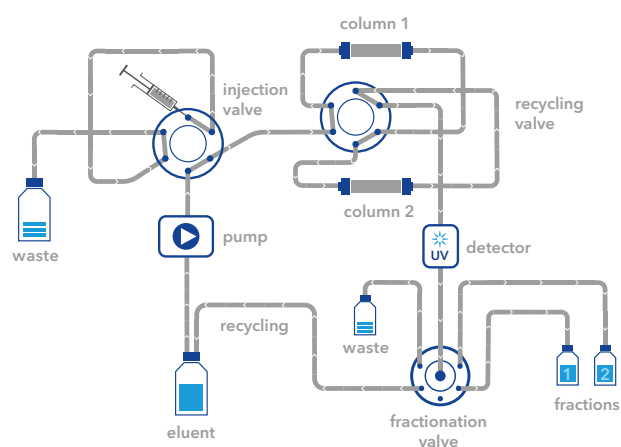 column 1
injection
valve
recycling
valve
column 2
waste
pump
UV
detector
recycling
waste
1
2
fractions
eluent
fractionation
valve